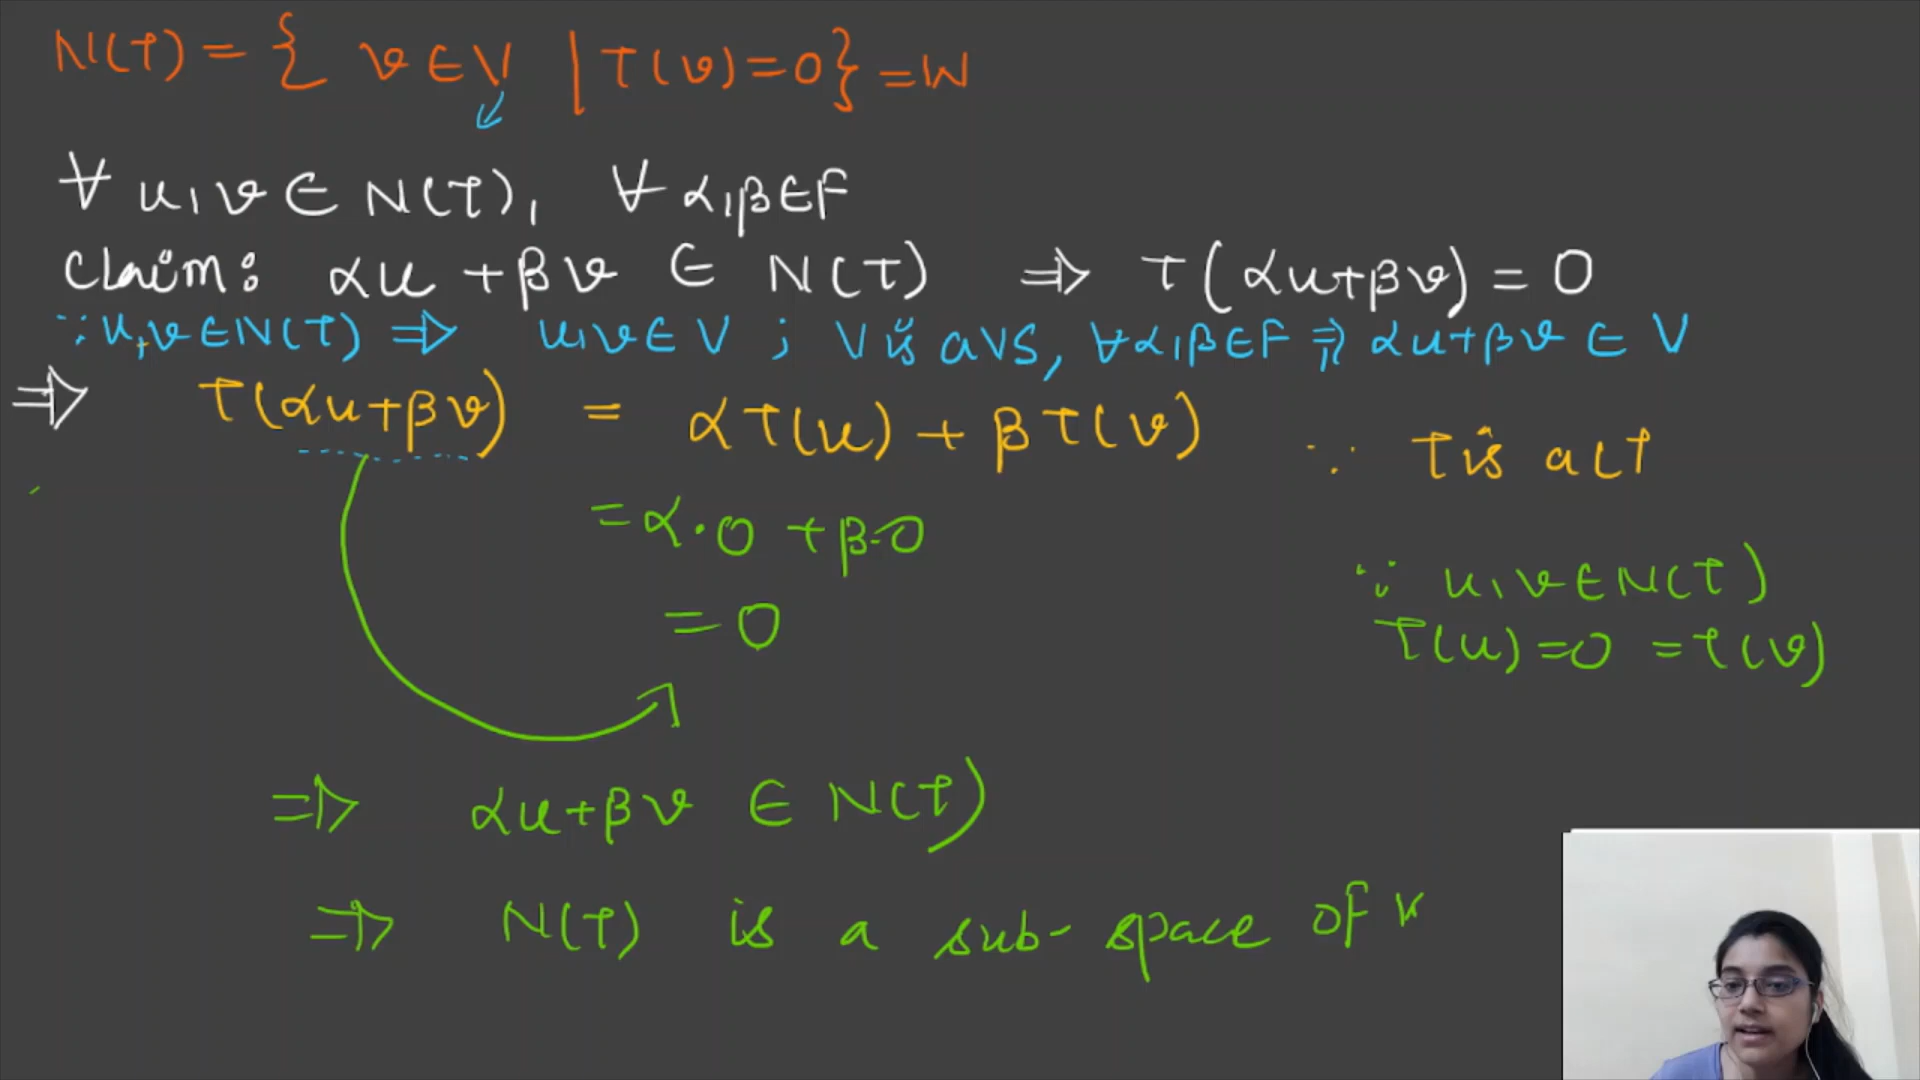 N(T) = { v ∈ V | T(v) = 0} = W
∀ u, v ∈ N(T), ∀ α, β ∈ F
Claim: αu + βv ∈ N(T) ⇒ T(αu+βv) = 0
∵ u, v ∈ N(T) ⇒ u, v ∈ V ; V is a VS, ∀ α, β ∈ F ⇒ αu+βv ∈ V
⇒ T(αu+βv) = αT(u) + βT(v) ∵ T is a LT
= α·0 + β·0
∵ u, v ∈ N(T)
= 0
T(u) = 0 = T(v)
⇒ αu+βv ∈ N(T)
⇒ N(T) is a sub-space of V